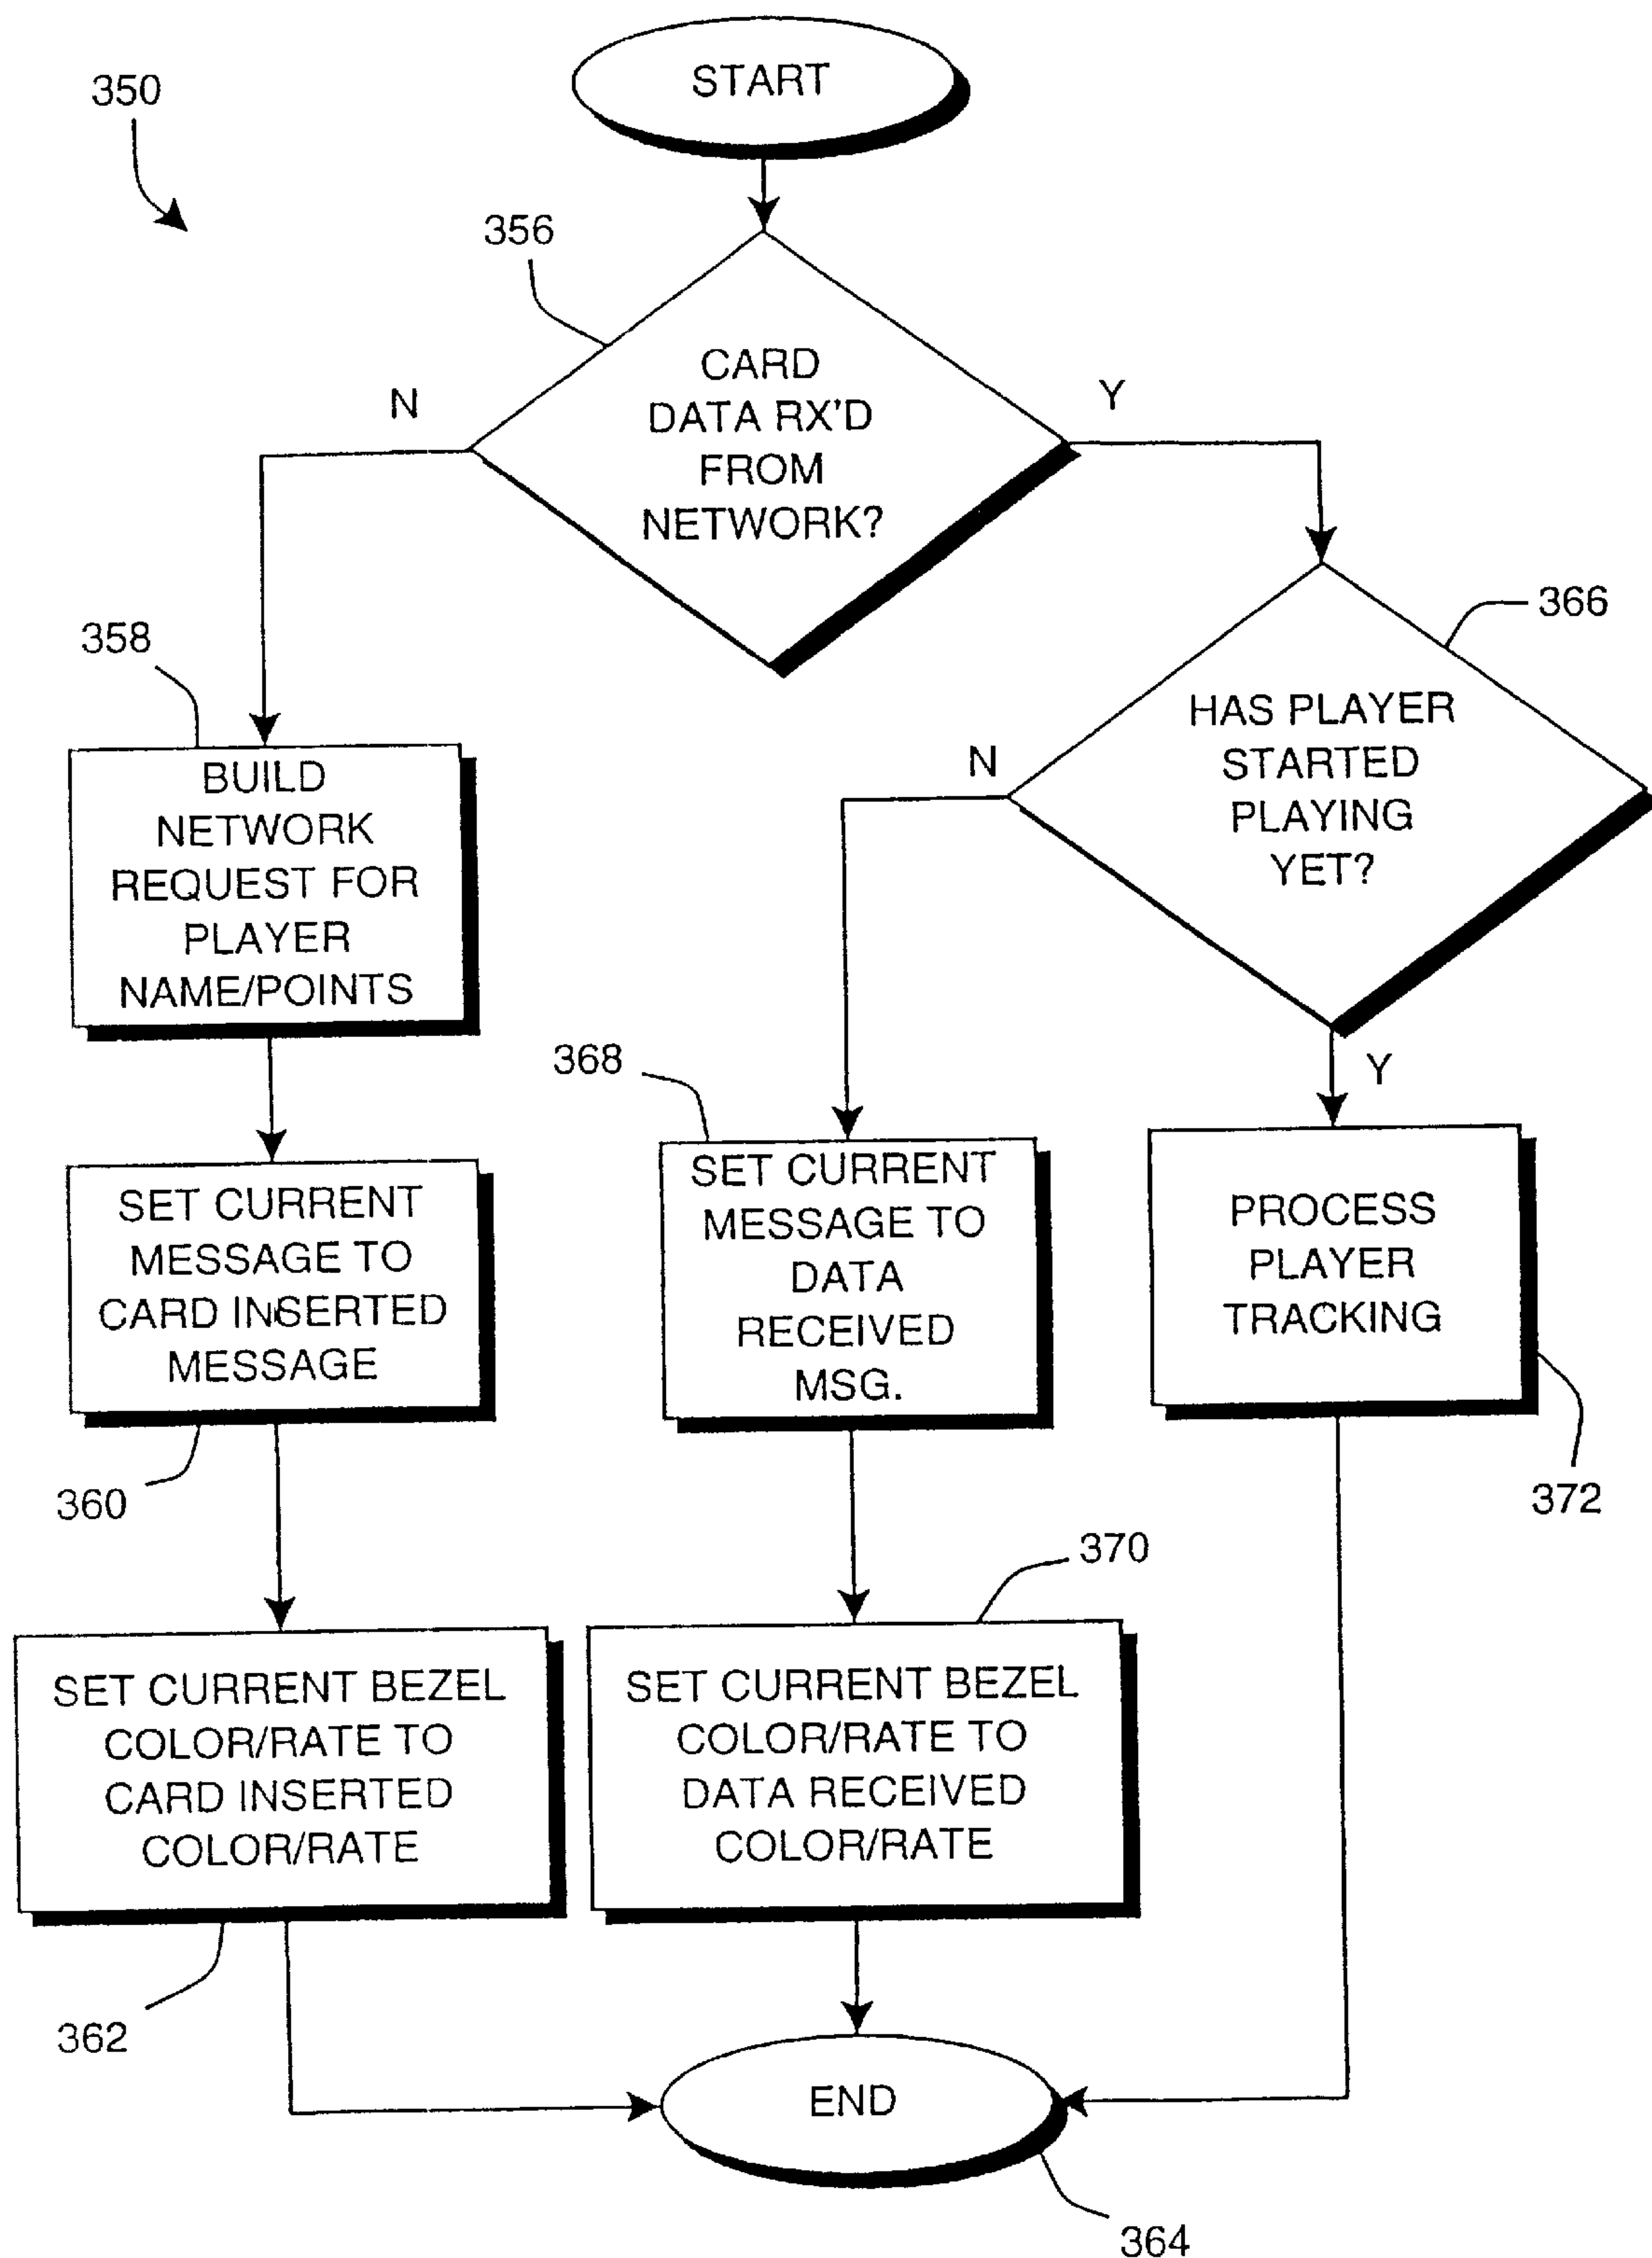 START
350
356
CARD
DATA RX'D
FROM
NETWORK?
N
Y
366
HAS PLAYER
STARTED
PLAYING
YET?
N
Y
358
BUILD
NETWORK
REQUEST FOR
PLAYER
NAME/POINTS
368
SET CURRENT
MESSAGE TO
DATA
RECEIVED
MSG.
PROCESS
PLAYER
TRACKING
372
SET CURRENT
MESSAGE TO
CARD INSERTED
MESSAGE
360
370
SET CURRENT BEZEL
COLOR/RATE TO
CARD INSERTED
COLOR/RATE
362
SET CURRENT BEZEL
COLOR/RATE TO
DATA RECEIVED
COLOR/RATE
END
364